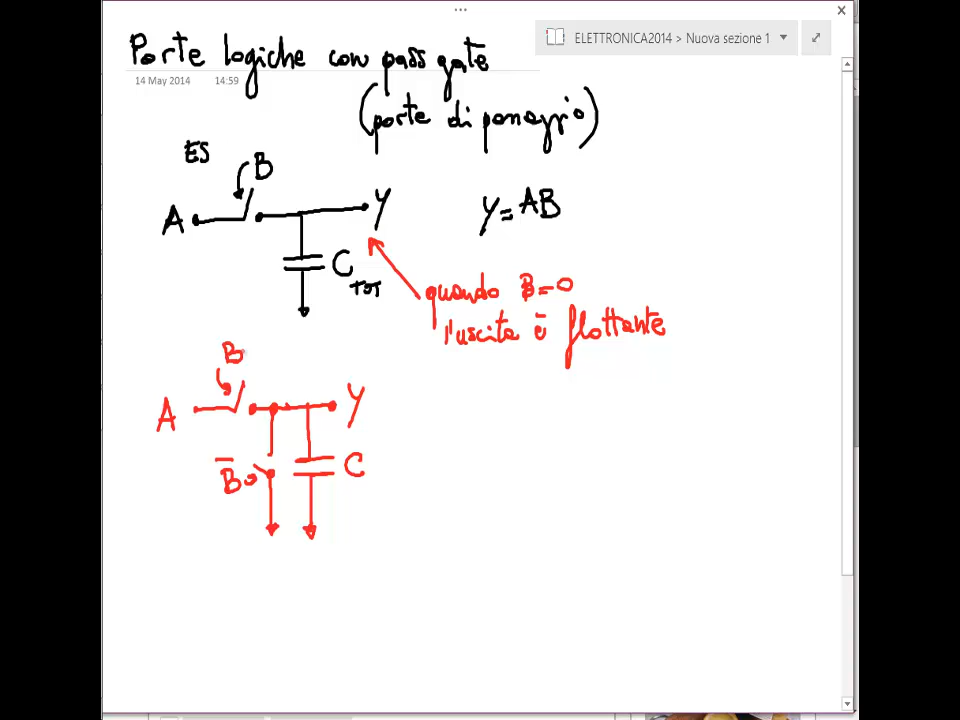 ELETTRONICA2014 > Nuova sezione 1
Porte logiche con pass gate
14 May 2014 14:59
(porte di passaggio)
ES
B
A Y
Y = AB
C TOT
quando B=0
l'uscita è flottante
B
A Y
B̅ C